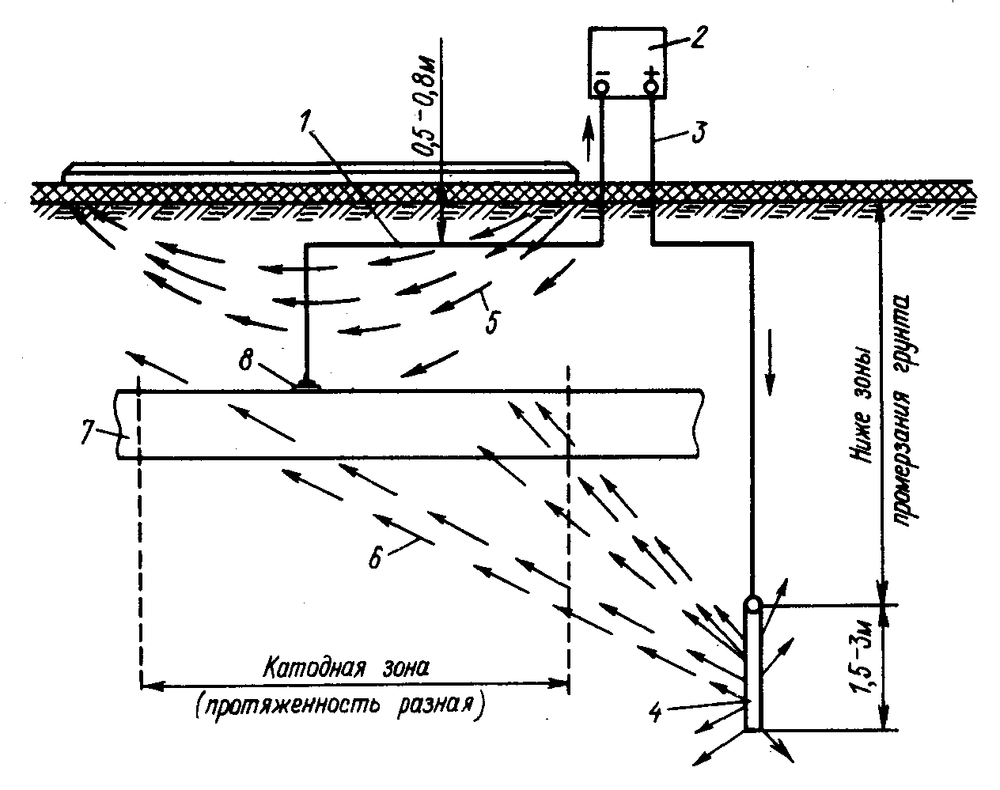 2
- +
0,5-0,8м
1
3
5
8
7
6
Ниже зоны
промерзания грунта
Катодная зона
(протяженность разная)
4
1,5-3м